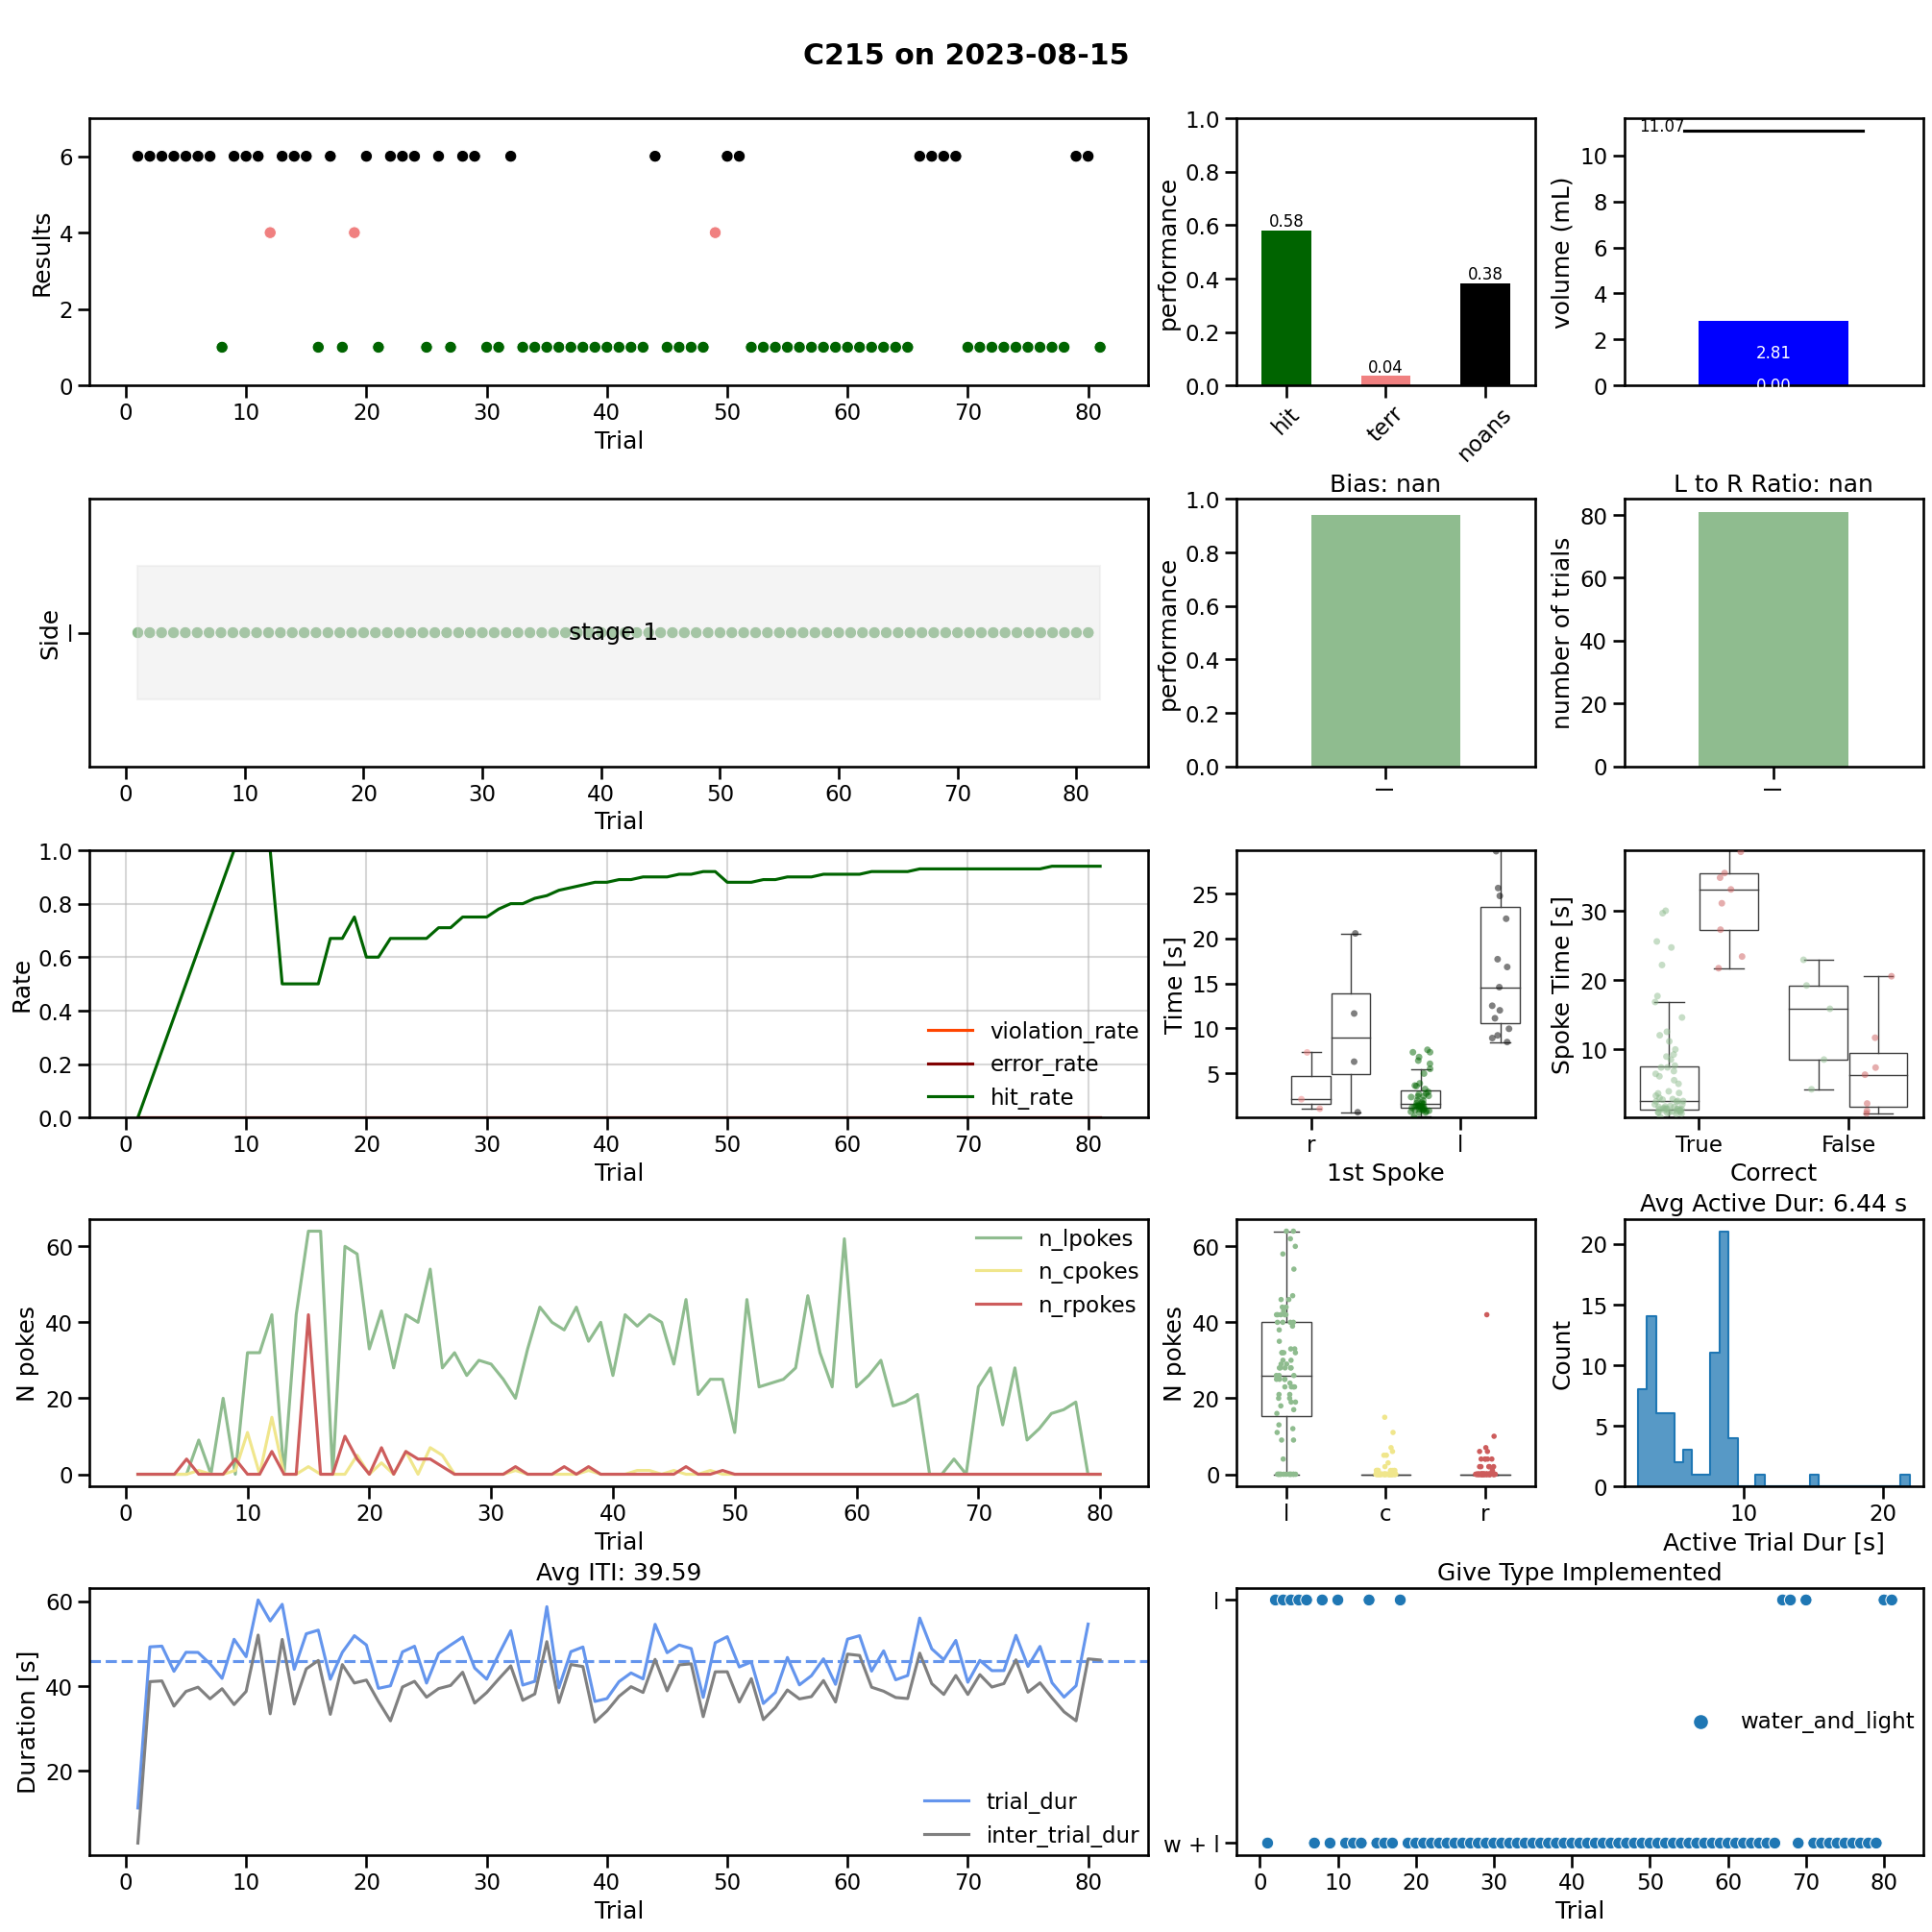 C215 on 2023-08-15
Results
6
4
2
0
0 10 20 30 40 50 60 70 80
Trial
performance
1.0
0.8
0.6
0.4
0.2
0.0
0.58
0.04
0.38
hit terr noans
volume (mL)
10
8
6
4
2
0
11.07
2.81
0.00
Side
l
stage 1
0 10 20 30 40 50 60 70 80
Trial
Bias: nan
performance
1.0
0.8
0.6
0.4
0.2
0.0
l
L to R Ratio: nan
number of trials
80
60
40
20
0
l
Rate
1.0
0.8
0.6
0.4
0.2
0.0
violation_rate
error_rate
hit_rate
0 10 20 30 40 50 60 70 80
Trial
Time [s]
25
20
15
10
5
r l
1st Spoke
Spoke Time [s]
30
20
10
True False
Correct
N pokes
60
40
20
0
n_lpokes
n_cpokes
n_rpokes
0 10 20 30 40 50 60 70 80
Trial
N pokes
60
40
20
0
l c r
Avg Active Dur: 6.44 s
Count
20
15
10
5
0
10 20
Active Trial Dur [s]
Avg ITI: 39.59
Duration [s]
60
40
20
trial_dur
inter_trial_dur
0 10 20 30 40 50 60 70 80
Trial
Give Type Implemented
l
water_and_light
w + l
0 10 20 30 40 50 60 70 80
Trial